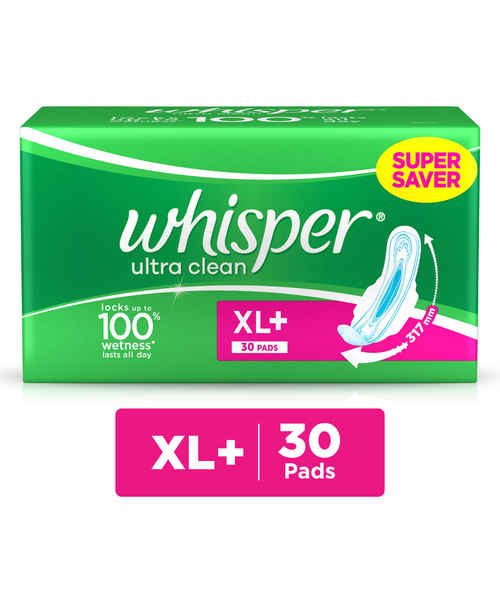 100
SUPER
SAVER
whisper®
ultra clean
locks up to
100%
wetness*
lasts all day
XL+
30 PADS
317 mm
XL+
30
Pads